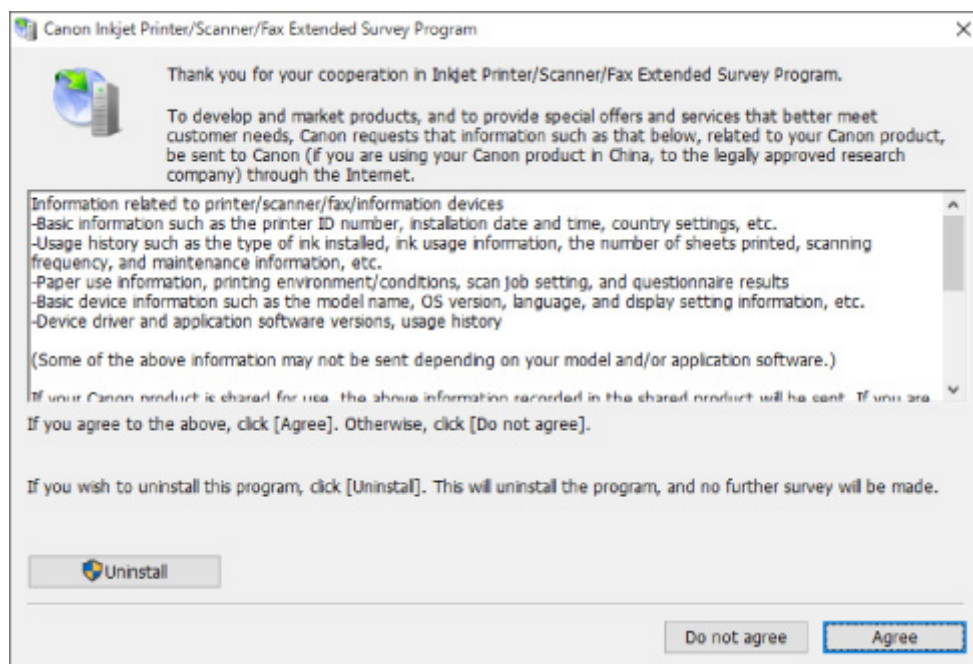 Canon Inkjet Printer/Scanner/Fax Extended Survey Program
Thank you for your cooperation in Inkjet Printer/Scanner/Fax Extended Survey Program.
To develop and market products, and to provide special offers and services that better meet
customer needs, Canon requests that information such as that below, related to your Canon product,
be sent to Canon (if you are using your Canon product in China, to the legally approved research
company) through the Internet.
Information related to printer/scanner/fax/information devices
-Basic information such as the printer ID number, installation date and time, country settings, etc.
-Usage history such as the type of ink installed, ink usage information, the number of sheets printed, scanning
frequency, and maintenance information, etc.
-Paper use information, printing environment/conditions, scan job setting, and questionnaire results
-Basic device information such as the model name, OS version, language, and display setting information, etc.
-Device driver and application software versions, usage history
(Some of the above information may not be sent depending on your model and/or application software.)
If your Canon product is shared for use, the above information recorded in the shared product will be sent. If you are
If you agree to the above, click [Agree]. Otherwise, click [Do not agree].
If you wish to uninstall this program, click [Uninstall]. This will uninstall the program, and no further survey will be made.
Uninstall
Do not agree
Agree